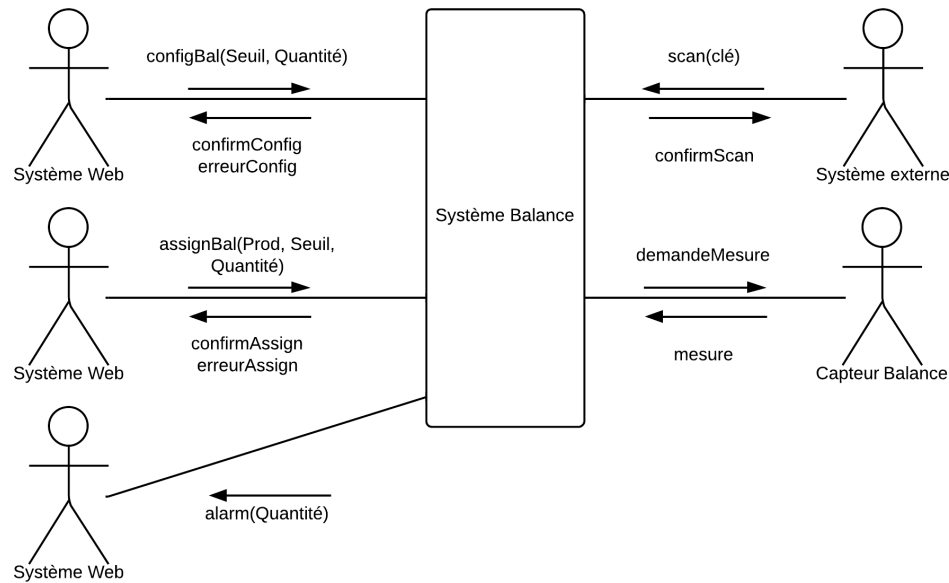 configBal(Seuil, Quantité)
confirmConfig
erreurConfig
Système Web
assignBal(Prod, Seuil,
Quantité)
confirmAssign
erreurAssign
Système Web
alarm(Quantité)
Système Web
Système Balance
scan(clé)
confirmScan
Système externe
demandeMesure
mesure
Capteur Balance